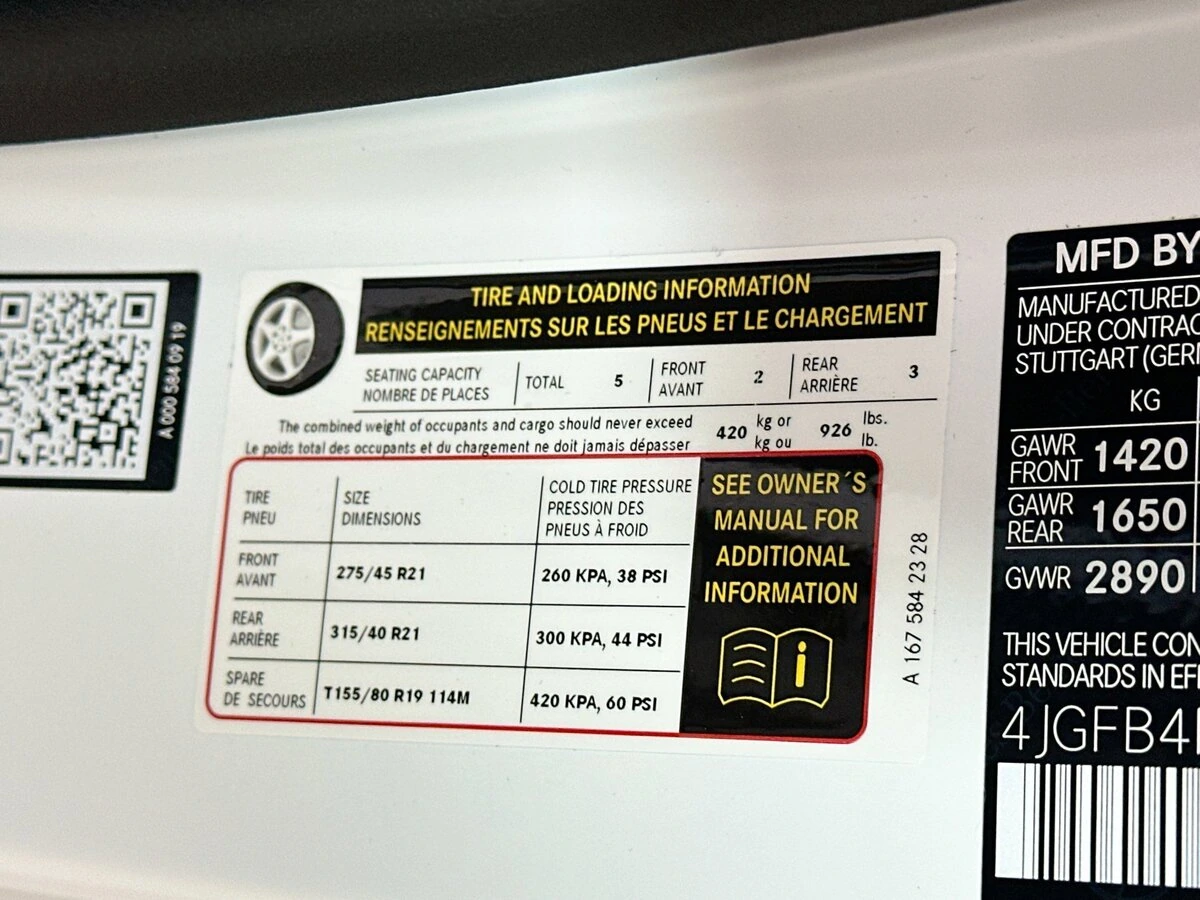 A 000 584 09 19
TIRE AND LOADING INFORMATION
RENSEIGNEMENTS SUR LES PNEUS ET LE CHARGEMENT
SEATING CAPACITY
NOMBRE DE PLACES
TOTAL 5
FRONT
AVANT
2
REAR
ARRIÈRE
3
The combined weight of occupants and cargo should never exceed 420 kg or 926 lbs.
Le poids total des occupants et du chargement ne doit jamais dépasser kg ou lb.
TIRE
PNEU
SIZE
DIMENSIONS
COLD TIRE PRESSURE
PRESSION DES
PNEUS À FROID
FRONT
AVANT
275/45 R21
260 KPA, 38 PSI
REAR
ARRIÈRE
315/40 R21
300 KPA, 44 PSI
SPARE
DE SECOURS
T155/80 R19 114M
420 KPA, 60 PSI
SEE OWNER´S
MANUAL FOR
ADDITIONAL
INFORMATION
i
A 167 584 23 28
MFD BY
MANUFACTURED
UNDER CONTRAC
STUTTGART (GER
KG
GAWR
FRONT
1420
GAWR
REAR
1650
GVWR 2890
THIS VEHICLE CON
STANDARDS IN EF
4JGFB4